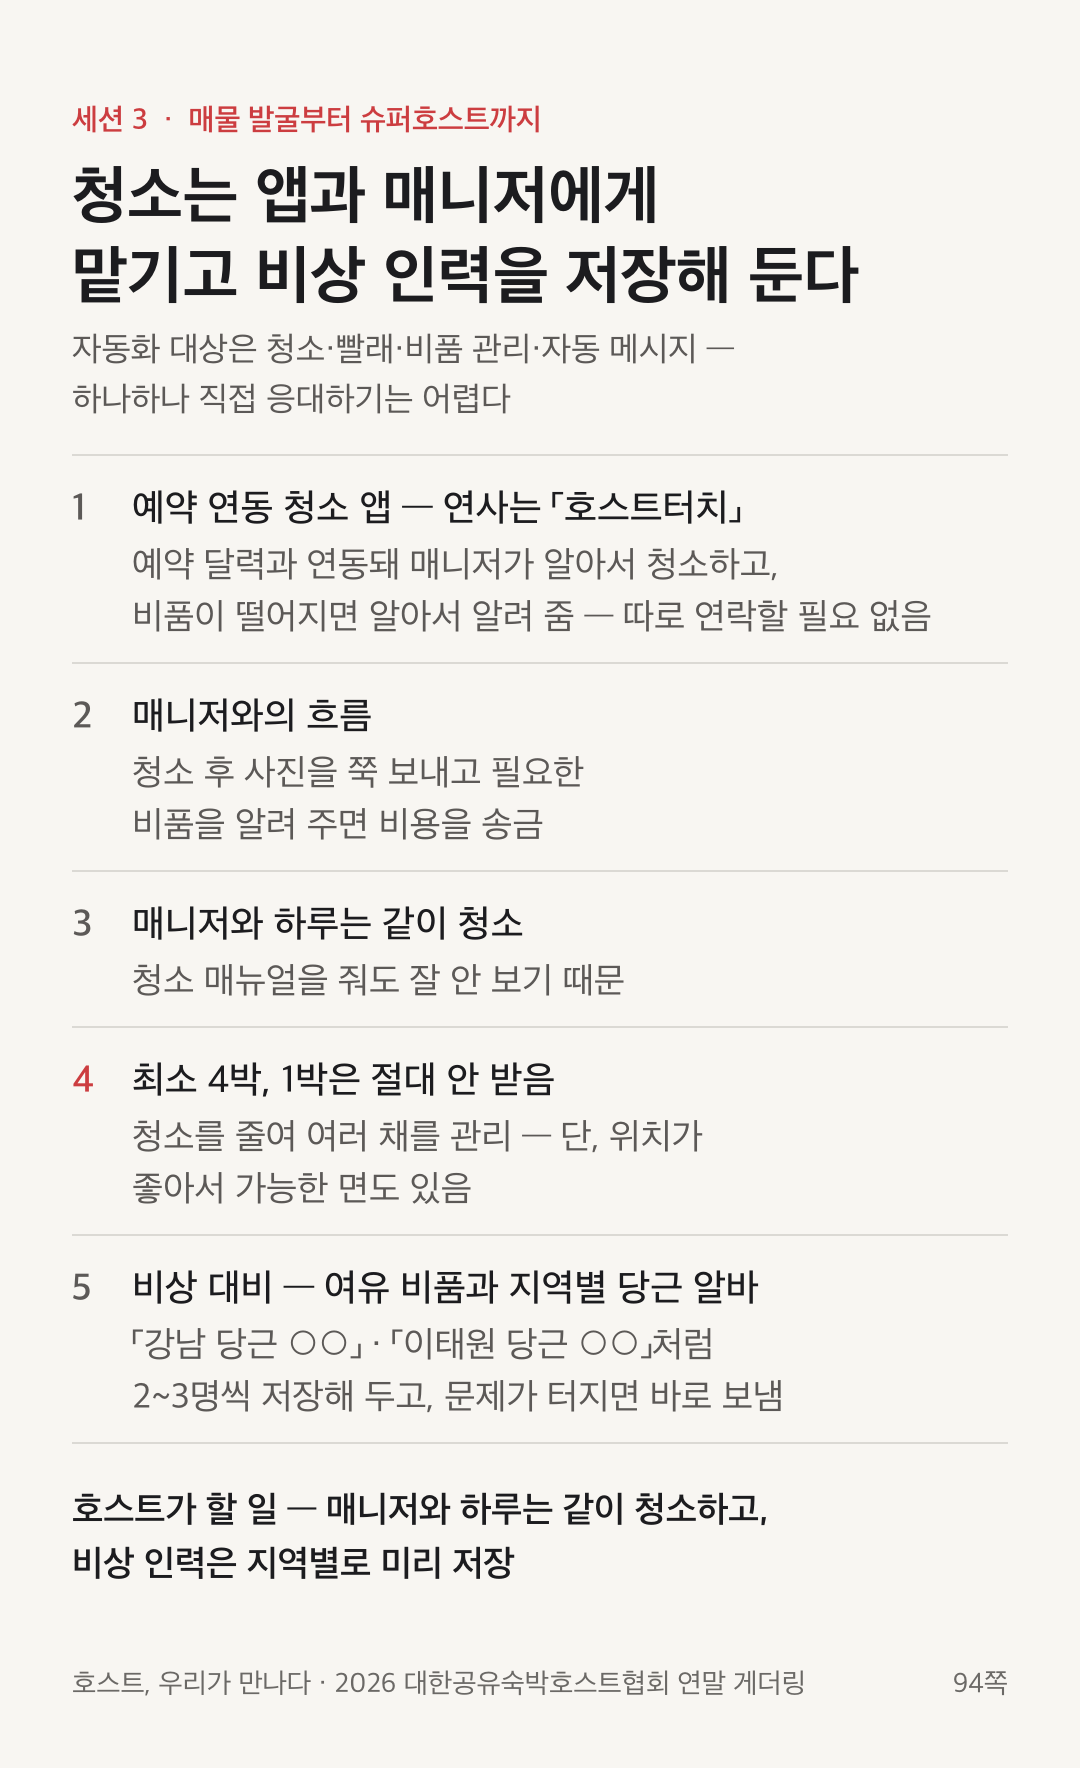 세션 3 · 매물 발굴부터 슈퍼호스트까지
청소는 앱과 매니저에게
맡기고 비상 인력을 저장해 둔다
자동화 대상은 청소·빨래·비품 관리·자동 메시지 —
하나하나 직접 응대하기는 어렵다
1 예약 연동 청소 앱 — 연사는 「호스트터치」
예약 달력과 연동돼 매니저가 알아서 청소하고,
비품이 떨어지면 알아서 알려 줌 — 따로 연락할 필요 없음
2 매니저와의 흐름
청소 후 사진을 쭉 보내고 필요한
비품을 알려 주면 비용을 송금
3 매니저와 하루는 같이 청소
청소 매뉴얼을 줘도 잘 안 보기 때문
4 최소 4박, 1박은 절대 안 받음
청소를 줄여 여러 채를 관리 — 단, 위치가
좋아서 가능한 면도 있음
5 비상 대비 — 여유 비품과 지역별 당근 알바
「강남 당근 ○○」·「이태원 당근 ○○」처럼
2~3명씩 저장해 두고, 문제가 터지면 바로 보냄
호스트가 할 일 — 매니저와 하루는 같이 청소하고,
비상 인력은 지역별로 미리 저장
호스트, 우리가 만나다 · 2026 대한공유숙박호스트협회 연말 게더링 94쪽